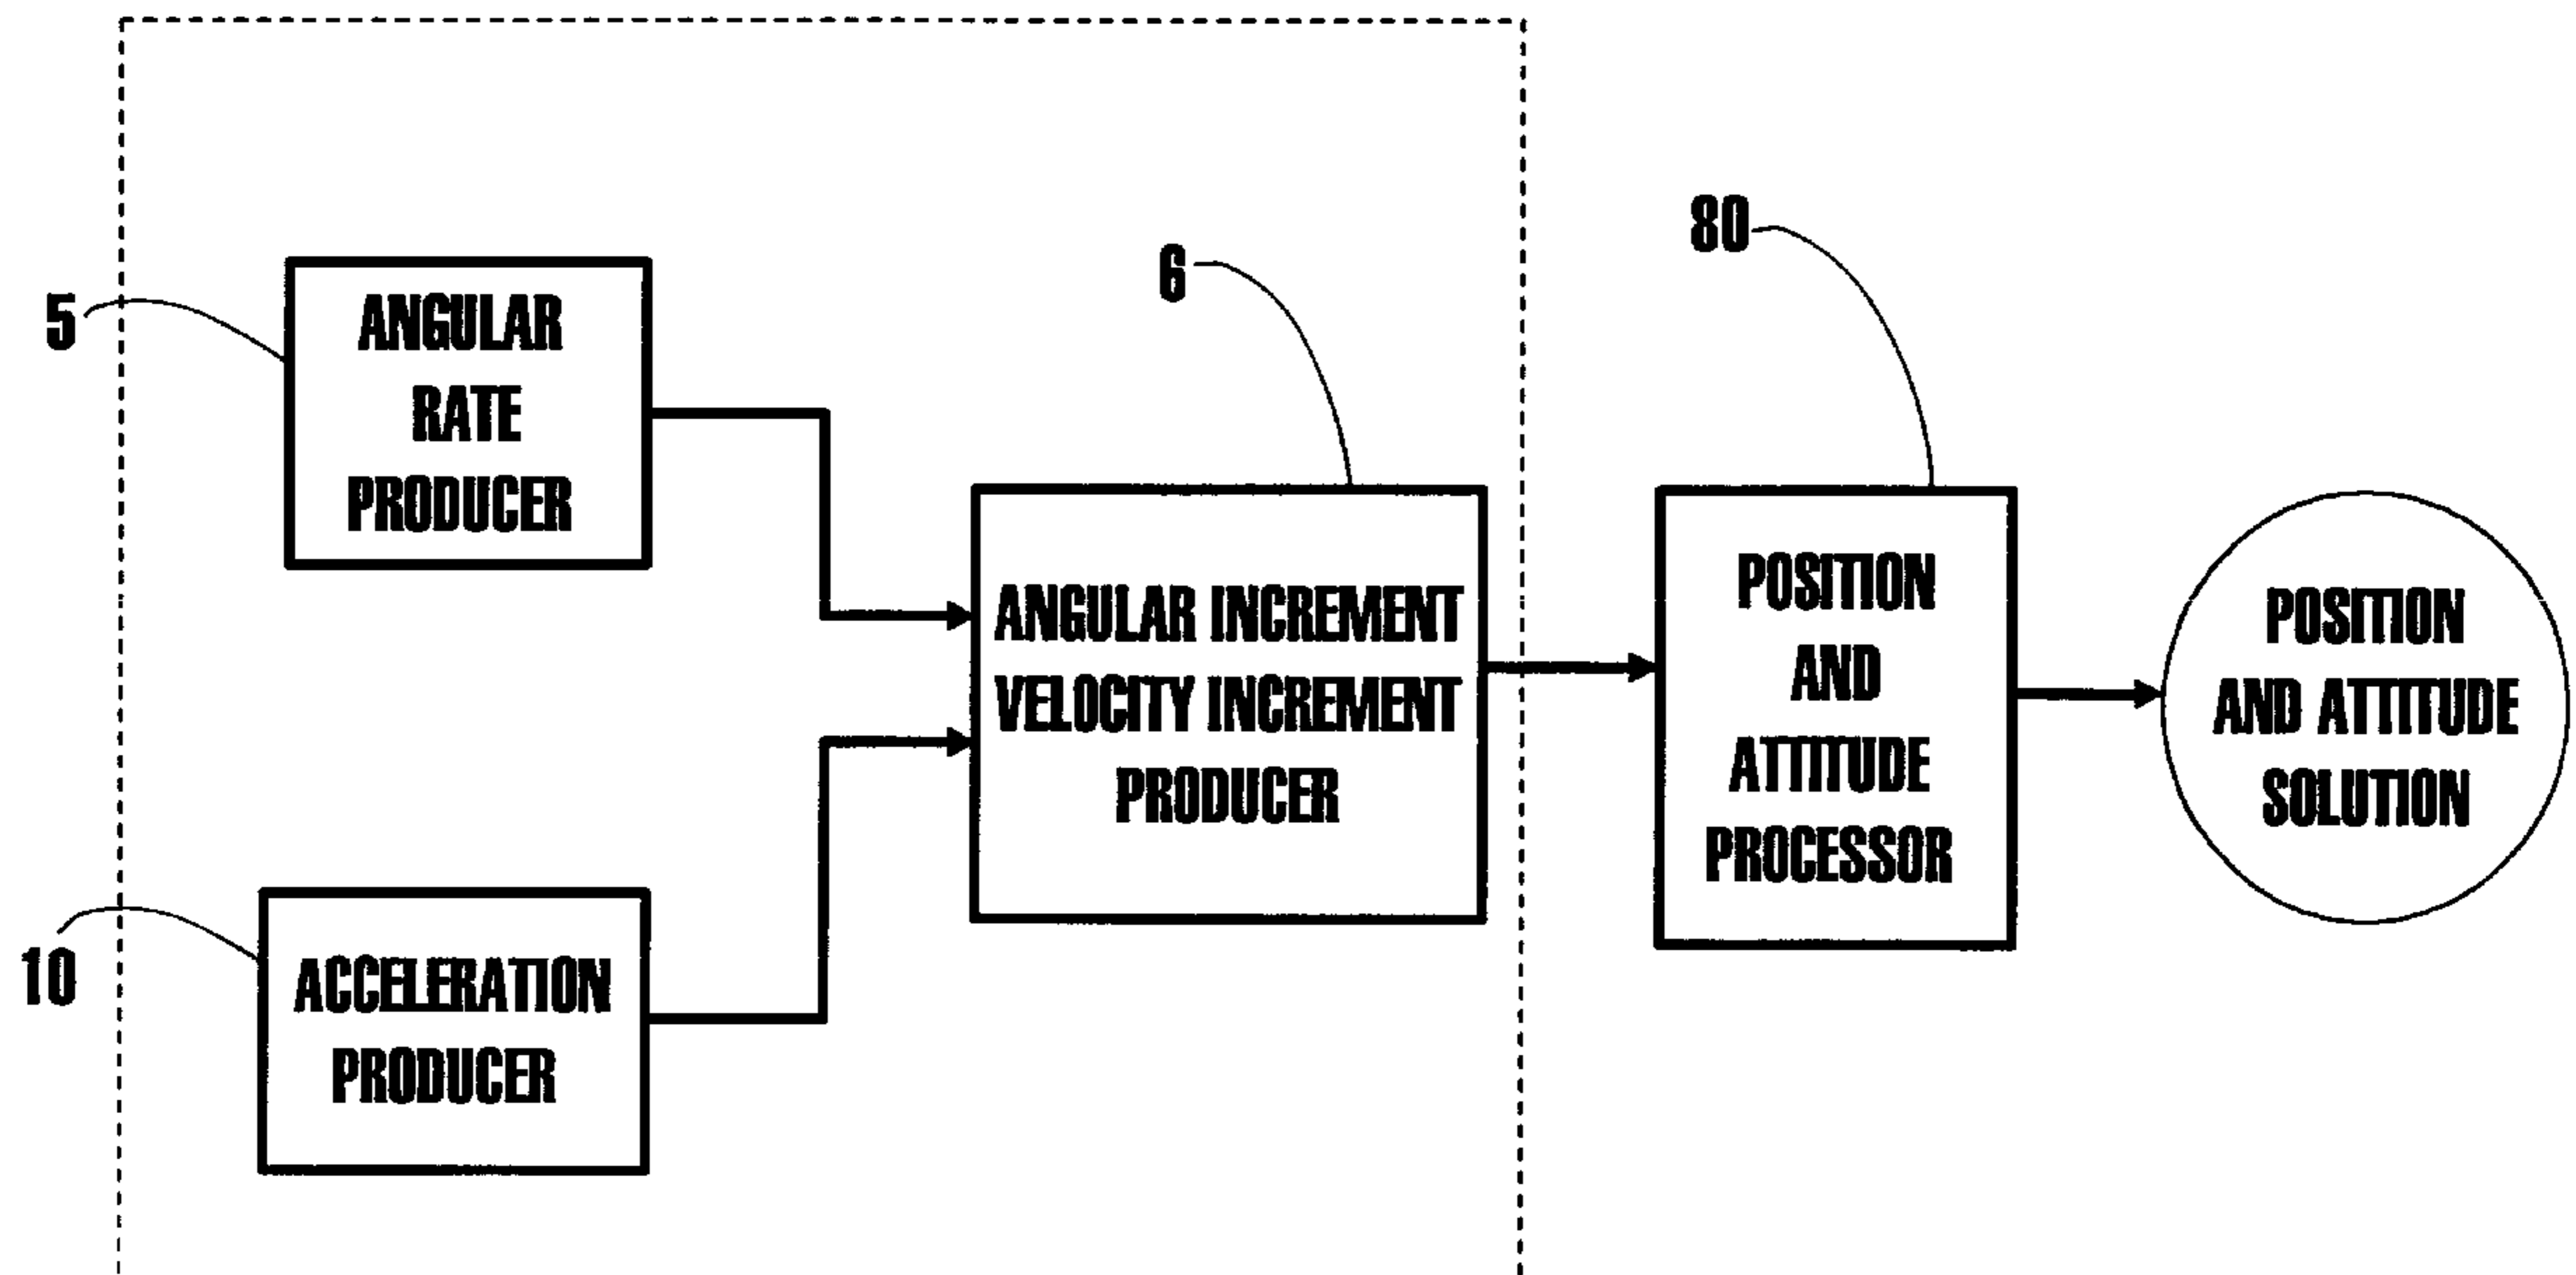 5
ANGULAR
RATE
PRODUCER
10
ACCELERATION
PRODUCER
6
ANGULAR INCREMENT
VELOCITY INCREMENT
PRODUCER
80
POSITION
AND
ATTITUDE
PROCESSOR
POSITION
AND ATTITUDE
SOLUTION